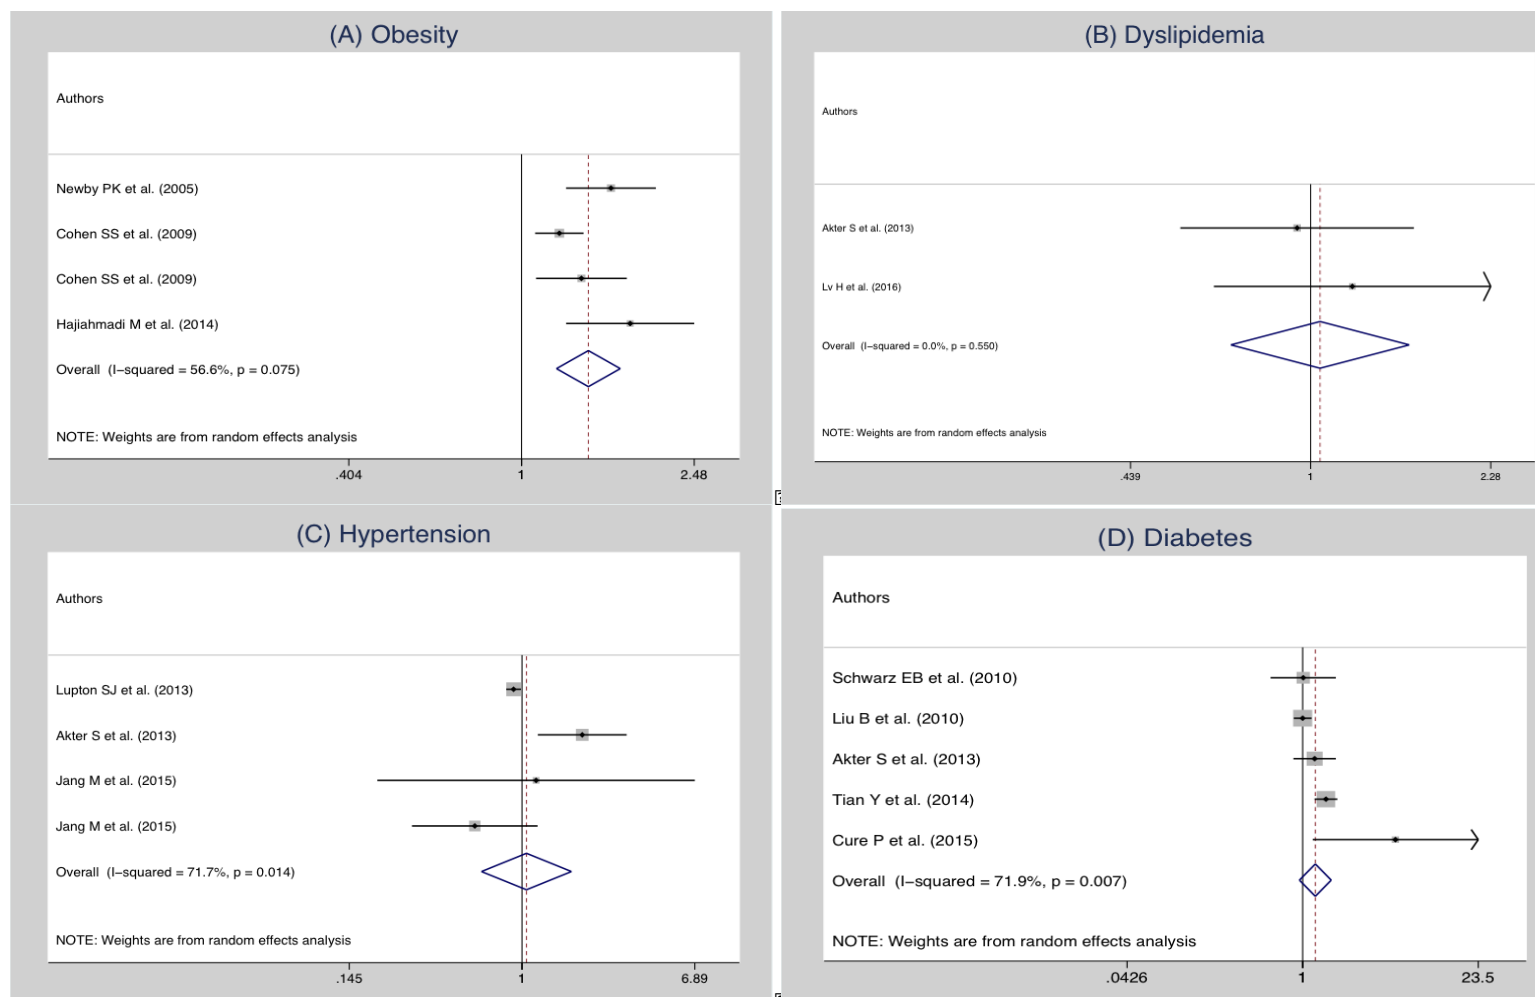 (A) Obesity
Authors
Newby PK et al. (2005)
Cohen SS et al. (2009)
Cohen SS et al. (2009)
Hajiahmadi M et al. (2014)
Overall (I−squared = 56.6%, p = 0.075)
NOTE: Weights are from random effects analysis
.404 1 2.48
(B) Dyslipidemia
Authors
Akter S et al. (2013)
Lv H et al. (2016)
Overall (I−squared = 0.0%, p = 0.550)
NOTE: Weights are from random effects analysis
.439 1 2.28
(C) Hypertension
Authors
Lupton SJ et al. (2013)
Akter S et al. (2013)
Jang M et al. (2015)
Jang M et al. (2015)
Overall (I−squared = 71.7%, p = 0.014)
NOTE: Weights are from random effects analysis
.145 1 6.89
(D) Diabetes
Authors
Schwarz EB et al. (2010)
Liu B et al. (2010)
Akter S et al. (2013)
Tian Y et al. (2014)
Cure P et al. (2015)
Overall (I−squared = 71.9%, p = 0.007)
NOTE: Weights are from random effects analysis
.0426 1 23.5